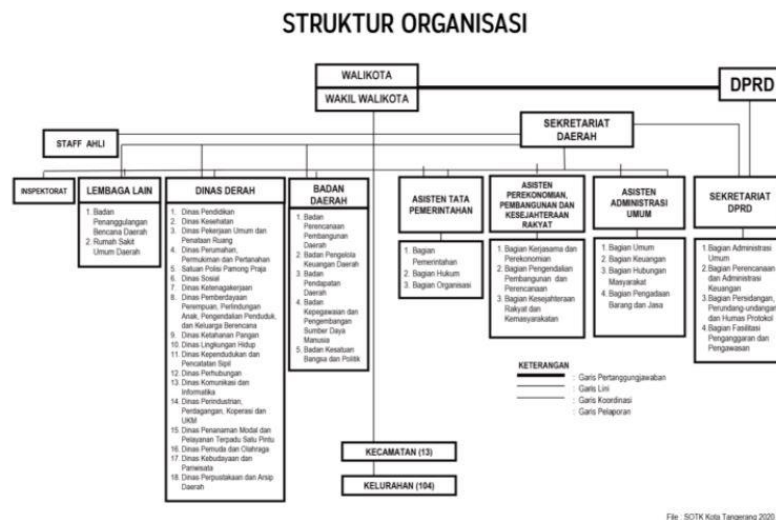 STRUKTUR ORGANISASI
WALIKOTA
WAKIL WALIKOTA
DPRD
SEKRETARIAT
DAERAH
STAFF AHLI
INSPEKTORAT
LEMBAGA LAIN
1. Badan
Penanggulangan
Bencana Daerah
2. Rumah Sakit
Umum Daerah
DINAS DERAH
1. Dinas Pendidikan
2. Dinas Kesehatan
3. Dinas Pekerjaan Umum dan
Penataan Ruang
4. Dinas Perumahan,
Permukiman dan Pertanahan
5. Satuan Polisi Pamong Praja
6. Dinas Sosial
7. Dinas Ketenagakerjaan
8. Dinas Pemberdayaan
Perempuan, Perlindungan
Anak, Pengendalian Penduduk,
dan Keluarga Berencana
9. Dinas Ketahanan Pangan
10. Dinas Lingkungan Hidup
11. Dinas Kependudukan dan
Pencatatan Sipil
12. Dinas Perhubungan
13. Dinas Komunikasi dan
Informatika
14. Dinas Perindustrian,
Perdagangan, Koperasi dan
UKM
15. Dinas Penanaman Modal dan
Pelayanan Terpadu Satu Pintu
16. Dinas Pemuda dan Olahraga
17. Dinas Kebudayaan dan
Pariwisata
18. Dinas Perpustakaan dan Arsip
Daerah
BADAN
DAERAH
1. Badan
Perencanaan
Pembangunan
Daerah
2. Badan Pengelola
Keuangan Daerah
3. Badan
Pendapatan
Daerah
4. Badan
Kepegawaian dan
Pengembangan
Sumber Daya
Manusia
5. Badan Kesatuan
Bangsa dan Politik
ASISTEN TATA
PEMERINTAHAN
1. Bagian
Pemerintahan
2. Bagian Hukum
3. Bagian Organisasi
ASISTEN
PEREKONOMIAN,
PEMBANGUNAN DAN
KESEJAHTERAAN
RAKYAT
1. Bagian Kerjasama dan
Perekonomian
2. Bagian Pengendalian
Pembangunan dan
Perencanaan
3. Bagian Kesejahteraan
Rakyat dan
Kemasyarakatan
ASISTEN
ADMINISTRASI
UMUM
1. Bagian Umum
2. Bagian Keuangan
3. Bagian Hubungan
Masyarakat
4. Bagian Pengadaan
Barang dan Jasa
SEKRETARIAT
DPRD
1. Bagian Administrasi
Umum
2. Bagian Perencanaan
dan Administrasi
Keuangan
3. Bagian Persidangan,
Perundang-undangan
dan Humas Protokol
4. Bagian Fasilitasi
Penganggaran dan
Pengawasan
KETERANGAN
: Garis Pertanggungjawaban
: Garis Lini
: Garis Koordinasi
: Garis Pelaporan
KECAMATAN (13)
KELURAHAN (104)
File : SOTK Kota Tangerang 2020